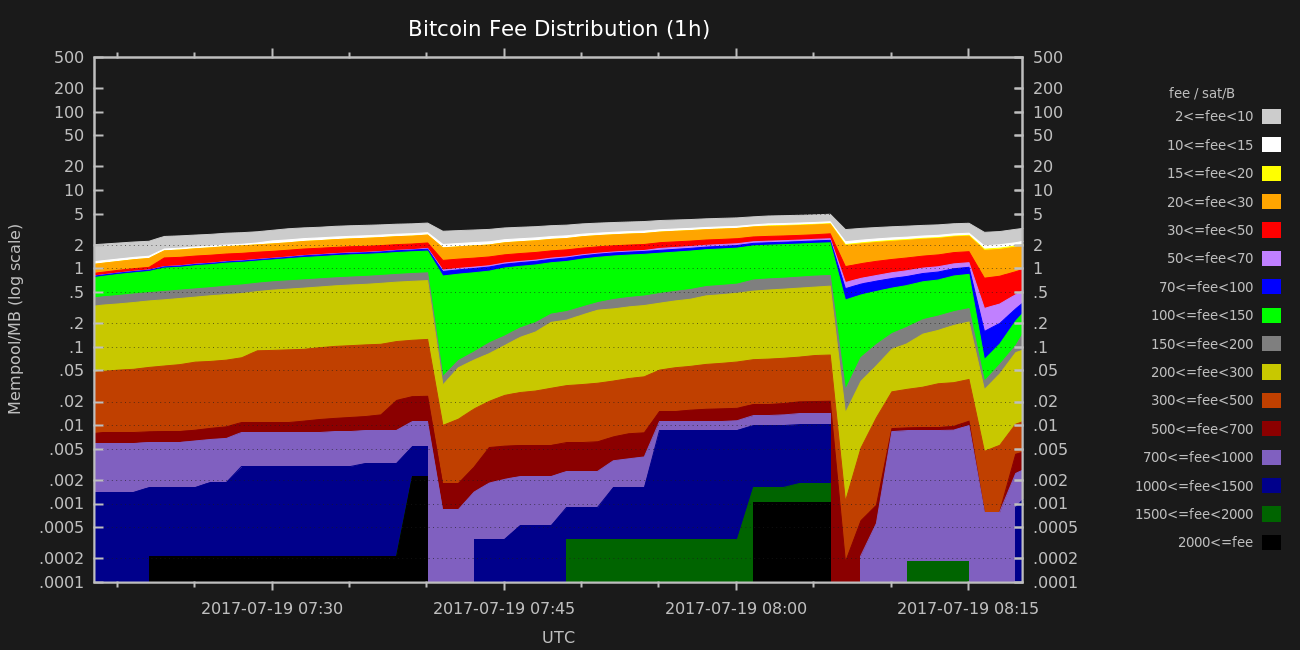 Bitcoin Fee Distribution (1h)
500
200
100
50
20
10
5
2
1
.5
.2
.1
.05
.02
.01
.005
.002
.001
.0005
.0002
.0001
Mempool/MB (log scale)
500
200
100
50
20
10
5
2
1
.5
.2
.1
.05
.02
.01
.005
.002
.001
.0005
.0002
.0001
2017-07-19 07:30
2017-07-19 07:45
2017-07-19 08:00
2017-07-19 08:15
UTC
fee / sat/B
2<=fee<10
10<=fee<15
15<=fee<20
20<=fee<30
30<=fee<50
50<=fee<70
70<=fee<100
100<=fee<150
150<=fee<200
200<=fee<300
300<=fee<500
500<=fee<700
700<=fee<1000
1000<=fee<1500
1500<=fee<2000
2000<=fee